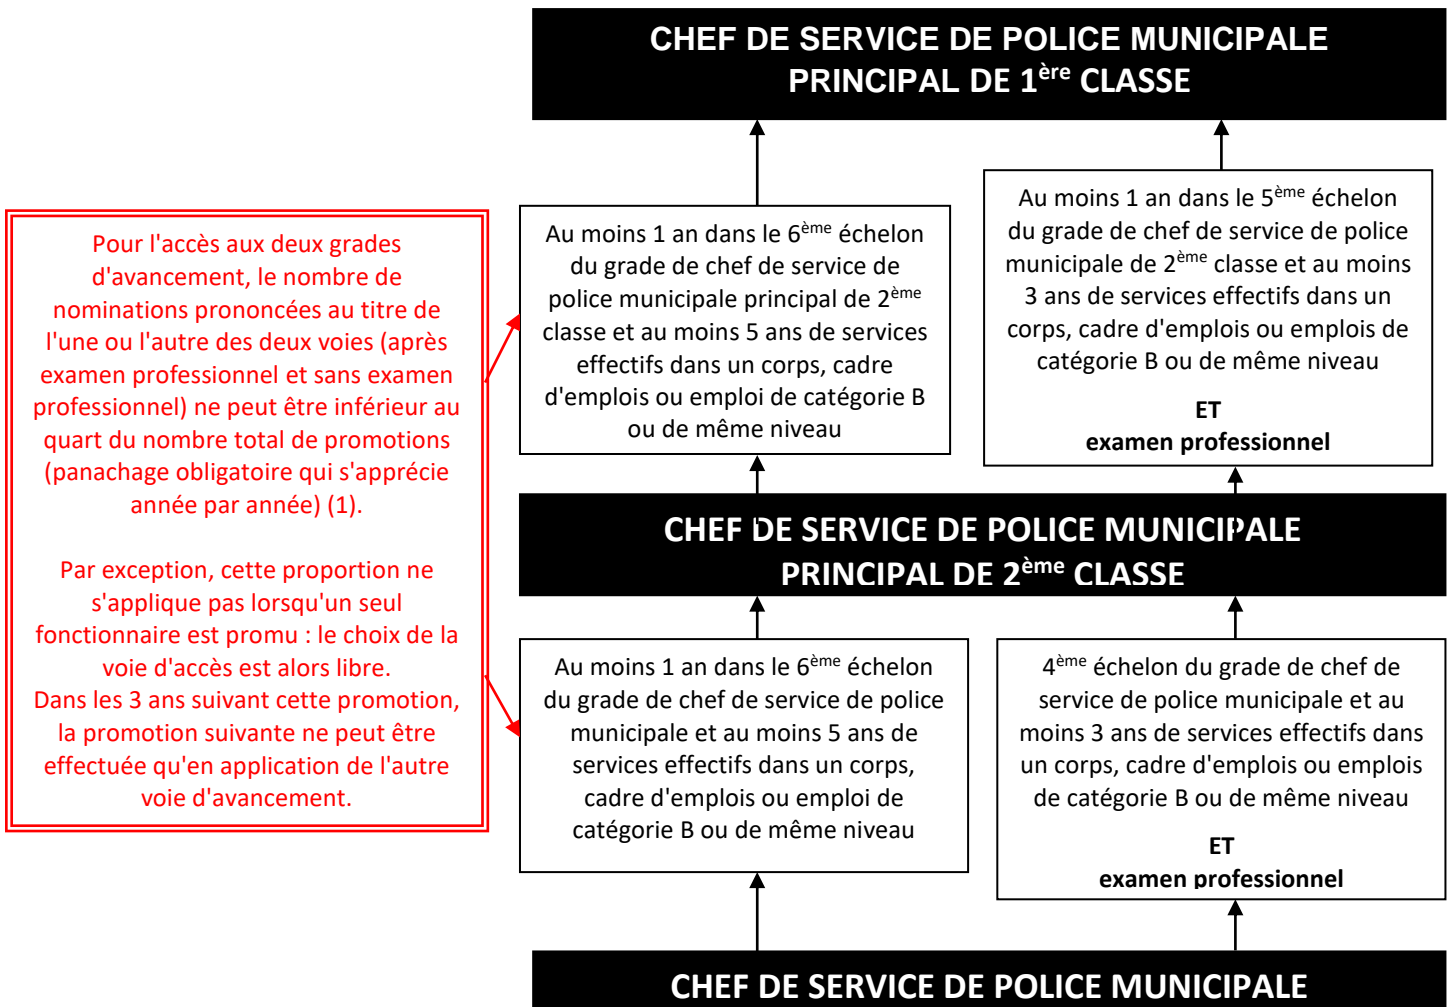 CHEF DE SERVICE DE POLICE MUNICIPALE
PRINCIPAL DE 1ère CLASSE
Pour l'accès aux deux grades
d'avancement, le nombre de
nominations prononcées au titre de
l'une ou l'autre des deux voies (après
examen professionnel et sans examen
professionnel) ne peut être inférieur au
quart du nombre total de promotions
(panachage obligatoire qui s'apprécie
année par année) (1).
Par exception, cette proportion ne
s'applique pas lorsqu'un seul
fonctionnaire est promu : le choix de la
voie d'accès est alors libre.
Dans les 3 ans suivant cette promotion,
la promotion suivante ne peut être
effectuée qu'en application de l'autre
voie d'avancement.
Au moins 1 an dans le 6ème échelon
du grade de chef de service de
police municipale principal de 2ème
classe et au moins 5 ans de services
effectifs dans un corps, cadre
d'emplois ou emploi de catégorie B
ou de même niveau
Au moins 1 an dans le 5ème échelon
du grade de chef de service de police
municipale de 2ème classe et au moins
3 ans de services effectifs dans un
corps, cadre d'emplois ou emplois de
catégorie B ou de même niveau
ET
examen professionnel
CHEF DE SERVICE DE POLICE MUNICIPALE
PRINCIPAL DE 2ème CLASSE
Au moins 1 an dans le 6ème échelon
du grade de chef de service de police
municipale et au moins 5 ans de
services effectifs dans un corps,
cadre d'emplois ou emploi de
catégorie B ou de même niveau
4ème échelon du grade de chef de
service de police municipale et au
moins 3 ans de services effectifs dans
un corps, cadre d'emplois ou emplois
de catégorie B ou de même niveau
ET
examen professionnel
CHEF DE SERVICE DE POLICE MUNICIPALE